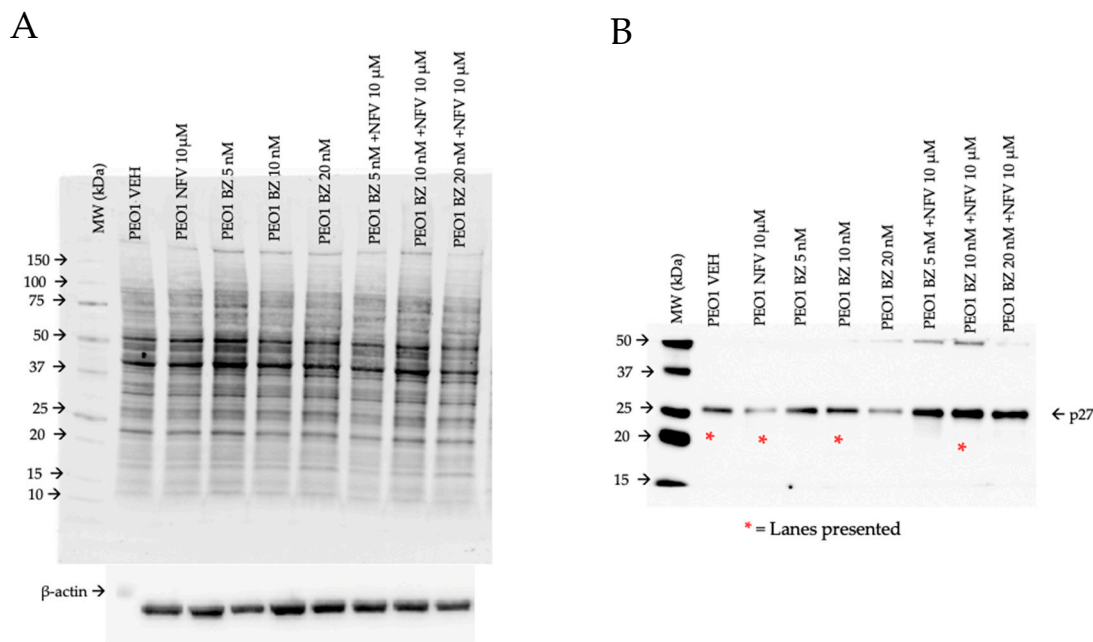 A
MW (kDa)
PEO1 VEH
PEO1 NFV 10 µM
PEO1 BZ 5 nM
PEO1 BZ 10 nM
PEO1 BZ 20 nM
PEO1 BZ 5 nM +NFV 10 µM
PEO1 BZ 10 nM +NFV 10 µM
PEO1 BZ 20 nM +NFV 10 µM
150 →
100 →
75 →
50 →
37 →
25 →
20 →
15 →
10 →
β-actin →
B
MW (kDa)
PEO1 VEH
PEO1 NFV 10 µM
PEO1 BZ 5 nM
PEO1 BZ 10 nM
PEO1 BZ 20 nM
PEO1 BZ 5 nM +NFV 10 µM
PEO1 BZ 10 nM +NFV 10 µM
PEO1 BZ 20 nM +NFV 10 µM
50 →
37 →
25 →
← p27
20 →
* * * *
15 →
* = Lanes presented